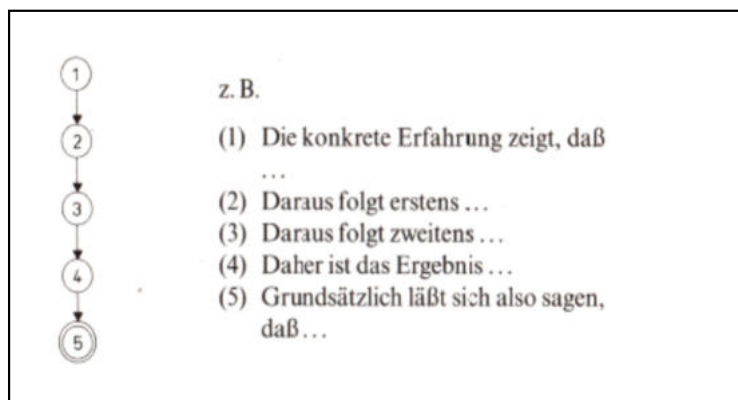 1
2
3
4
5
z. B.
(1) Die konkrete Erfahrung zeigt, daß
...
(2) Daraus folgt erstens ...
(3) Daraus folgt zweitens ...
(4) Daher ist das Ergebnis ...
(5) Grundsätzlich läßt sich also sagen,
daß...